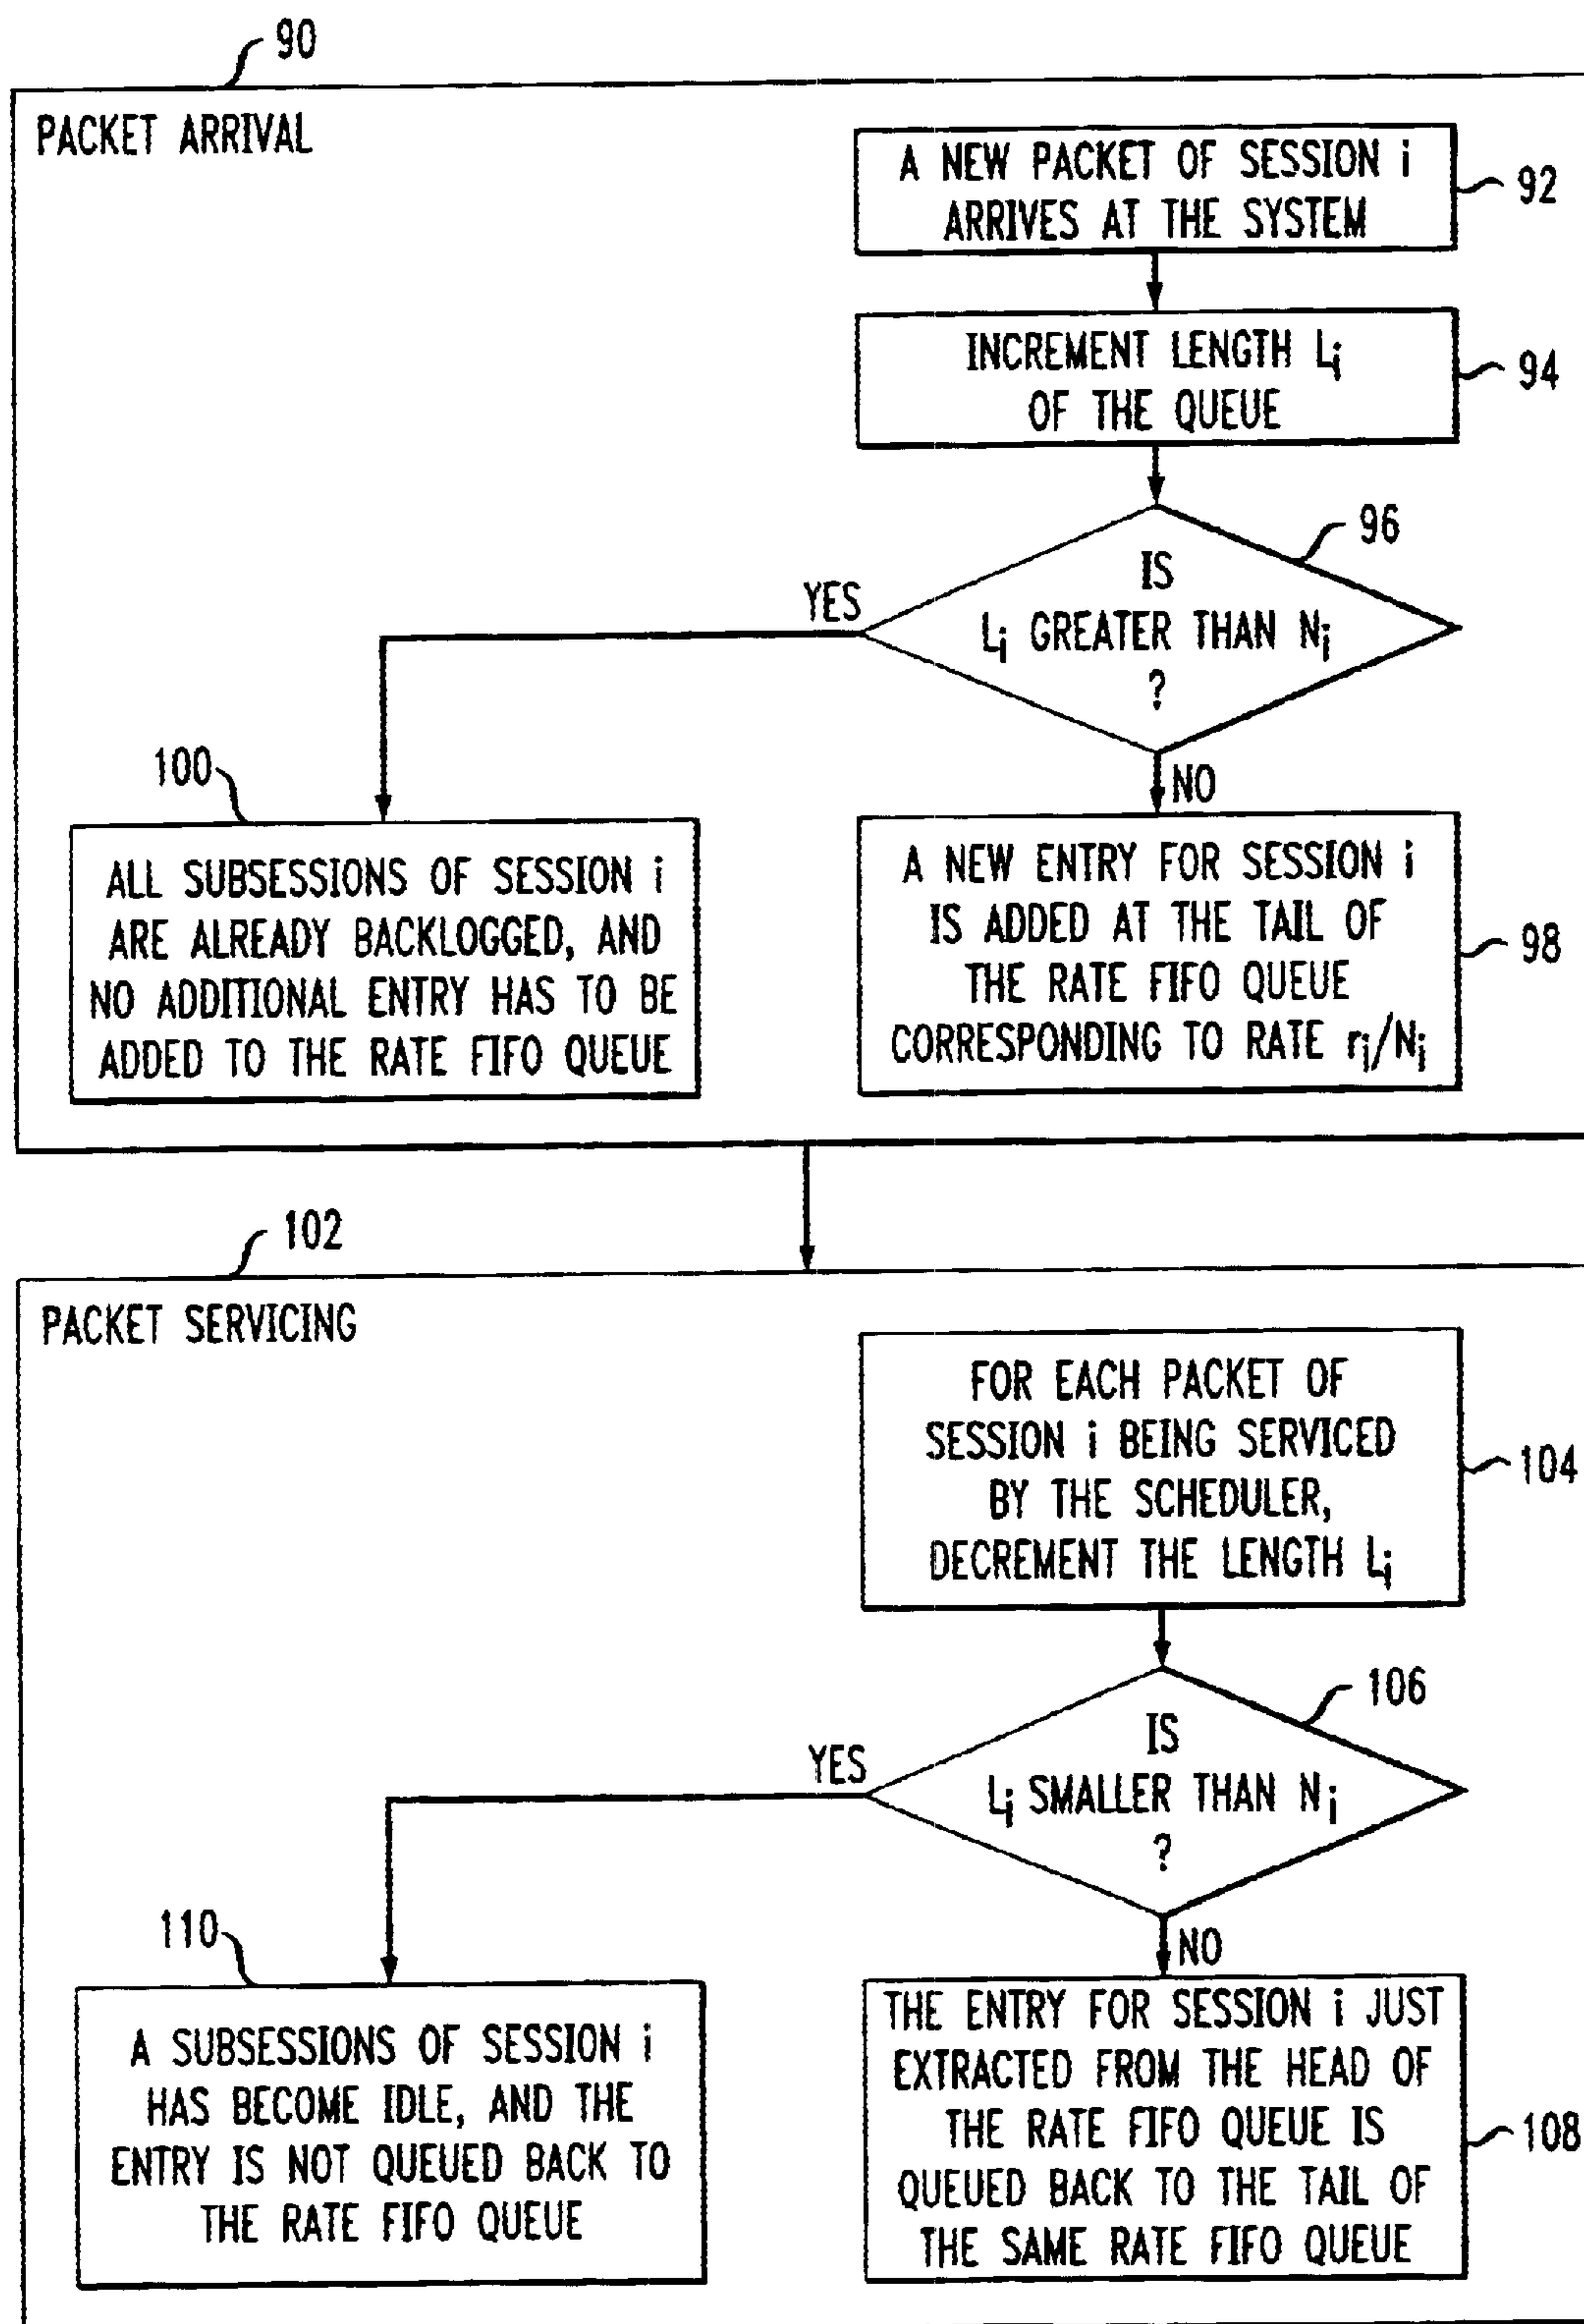 90
PACKET ARRIVAL
A NEW PACKET OF SESSION i
ARRIVES AT THE SYSTEM
92
INCREMENT LENGTH Li
OF THE QUEUE
94
96
IS
Li GREATER THAN Ni
?
YES
NO
100
ALL SUBSESSIONS OF SESSION i
ARE ALREADY BACKLOGGED, AND
NO ADDITIONAL ENTRY HAS TO BE
ADDED TO THE RATE FIFO QUEUE
A NEW ENTRY FOR SESSION i
IS ADDED AT THE TAIL OF
THE RATE FIFO QUEUE
CORRESPONDING TO RATE ri/Ni
98
102
PACKET SERVICING
FOR EACH PACKET OF
SESSION i BEING SERVICED
BY THE SCHEDULER,
DECREMENT THE LENGTH Li
104
106
IS
Li SMALLER THAN Ni
?
YES
NO
110
A SUBSESSIONS OF SESSION i
HAS BECOME IDLE, AND THE
ENTRY IS NOT QUEUED BACK TO
THE RATE FIFO QUEUE
THE ENTRY FOR SESSION i JUST
EXTRACTED FROM THE HEAD OF
THE RATE FIFO QUEUE IS
QUEUED BACK TO THE TAIL OF
THE SAME RATE FIFO QUEUE
108